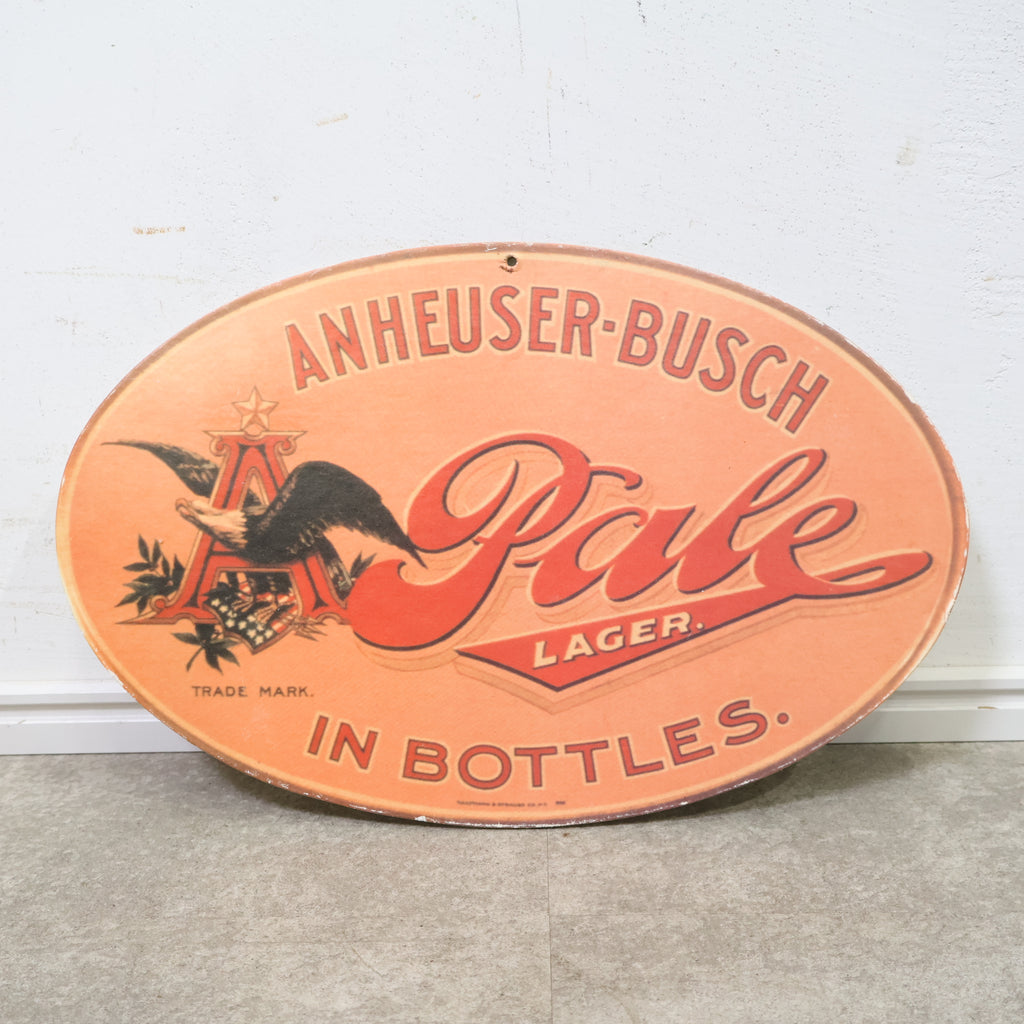 ANHEUSER-BUSCH
A
Pale
LAGER.
TRADE MARK.
IN BOTTLES.